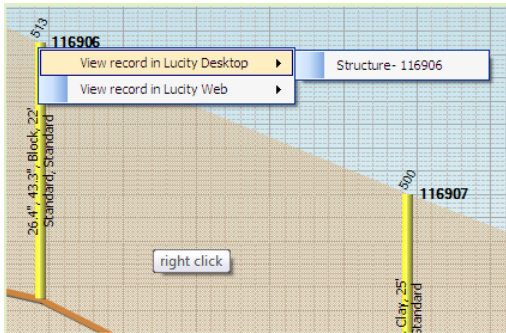 513
116906
View record in Lucity Desktop
Structure- 116906
View record in Lucity Web
26.4", 43.3", Block, 22'
Standard, Standard
500
116907
right click
Clay, 25'
Standard